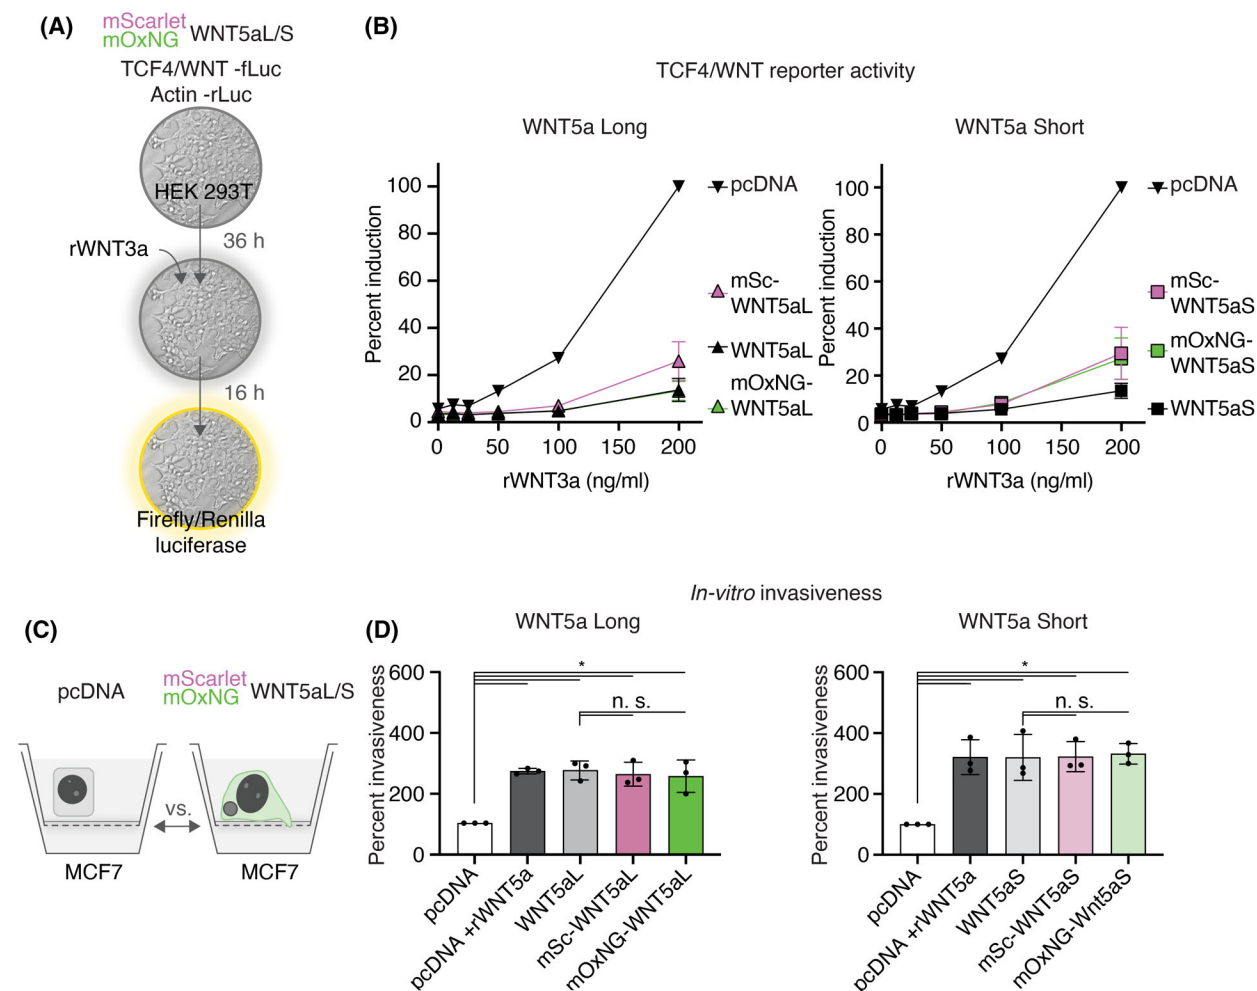 (A)
mScarlet
mOxNG
WNT5aL/S
TCF4/WNT -fLuc
Actin -rLuc
HEK 293T
36 h
rWNT3a
16 h
Firefly/Renilla
luciferase
(B)
TCF4/WNT reporter activity
WNT5a Long
Percent induction
100
80
60
40
20
0
0
50
100
150
200
rWNT3a (ng/ml)
pcDNA
mSc-
WNT5aL
WNT5aL
mOxNG-
WNT5aL
WNT5a Short
Percent induction
100
80
60
40
20
0
0
50
100
150
200
rWNT3a (ng/ml)
pcDNA
mSc-
WNT5aS
mOxNG-
WNT5aS
WNT5aS
(C)
pcDNA
mScarlet
mOxNG
WNT5aL/S
vs.
MCF7
MCF7
(D)
In-vitro invasiveness
WNT5a Long
Percent invasiveness
600
400
200
0
*
n. s.
pcDNA
pcDNA +rWNT5a
WNT5aL
mSc-WNT5aL
mOxNG-WNT5aL
WNT5a Short
Percent invasiveness
600
400
200
0
*
n. s.
pcDNA
pcDNA +rWNT5a
WNT5aS
mSc-WNT5aS
mOxNG-Wnt5aS